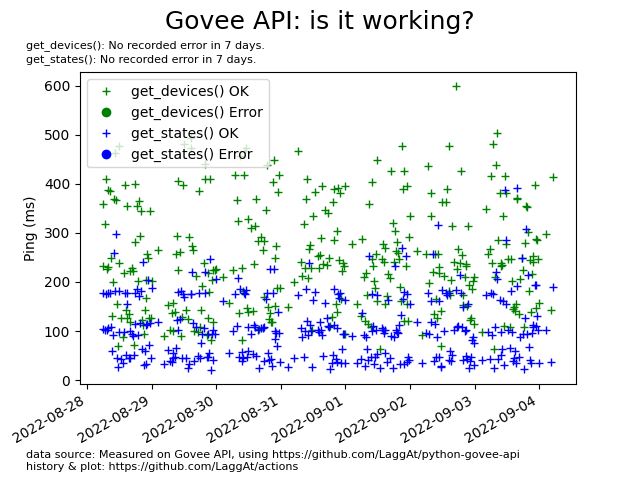 Govee API: is it working?
get_devices(): No recorded error in 7 days.
get_states(): No recorded error in 7 days.
get_devices() OK
get_devices() Error
get_states() OK
get_states() Error
Ping (ms)
600
500
400
300
200
100
0
2022-08-28
2022-08-29
2022-08-30
2022-08-31
2022-09-01
2022-09-02
2022-09-03
2022-09-04
data source: Measured on Govee API, using https://github.com/LaggAt/python-govee-api
history & plot: https://github.com/LaggAt/actions